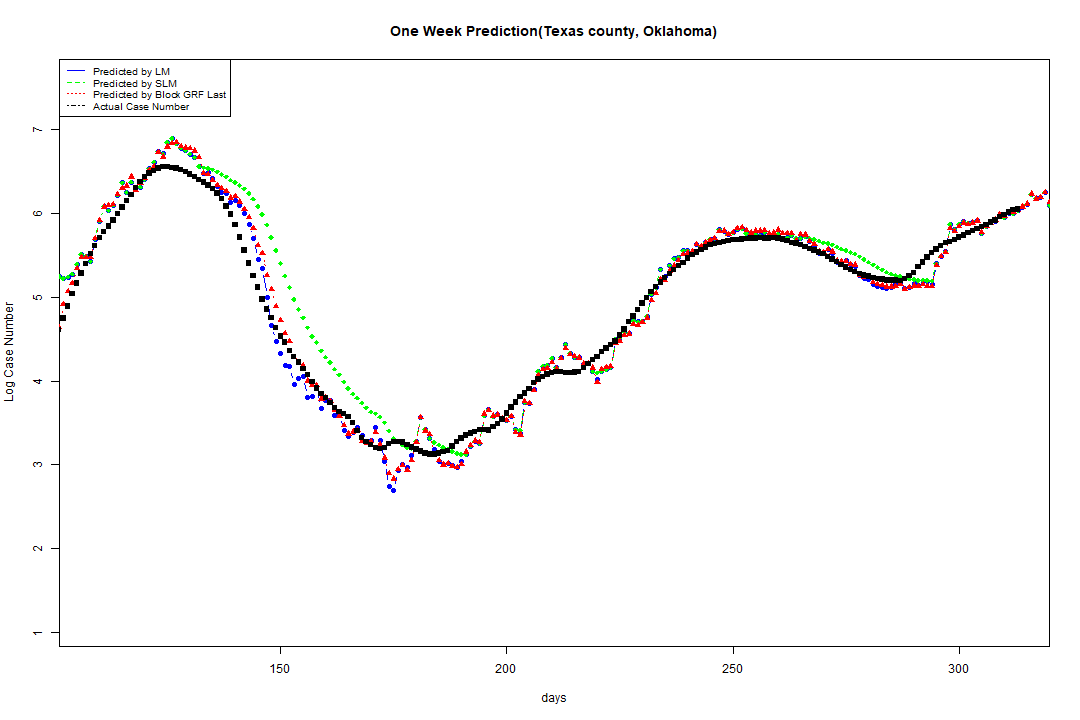 One Week Prediction(Texas county, Oklahoma)
Predicted by LM
Predicted by SLM
Predicted by Block GRF Last
Actual Case Number
Log Case Number
7
6
5
4
3
2
1
150 200 250 300
days